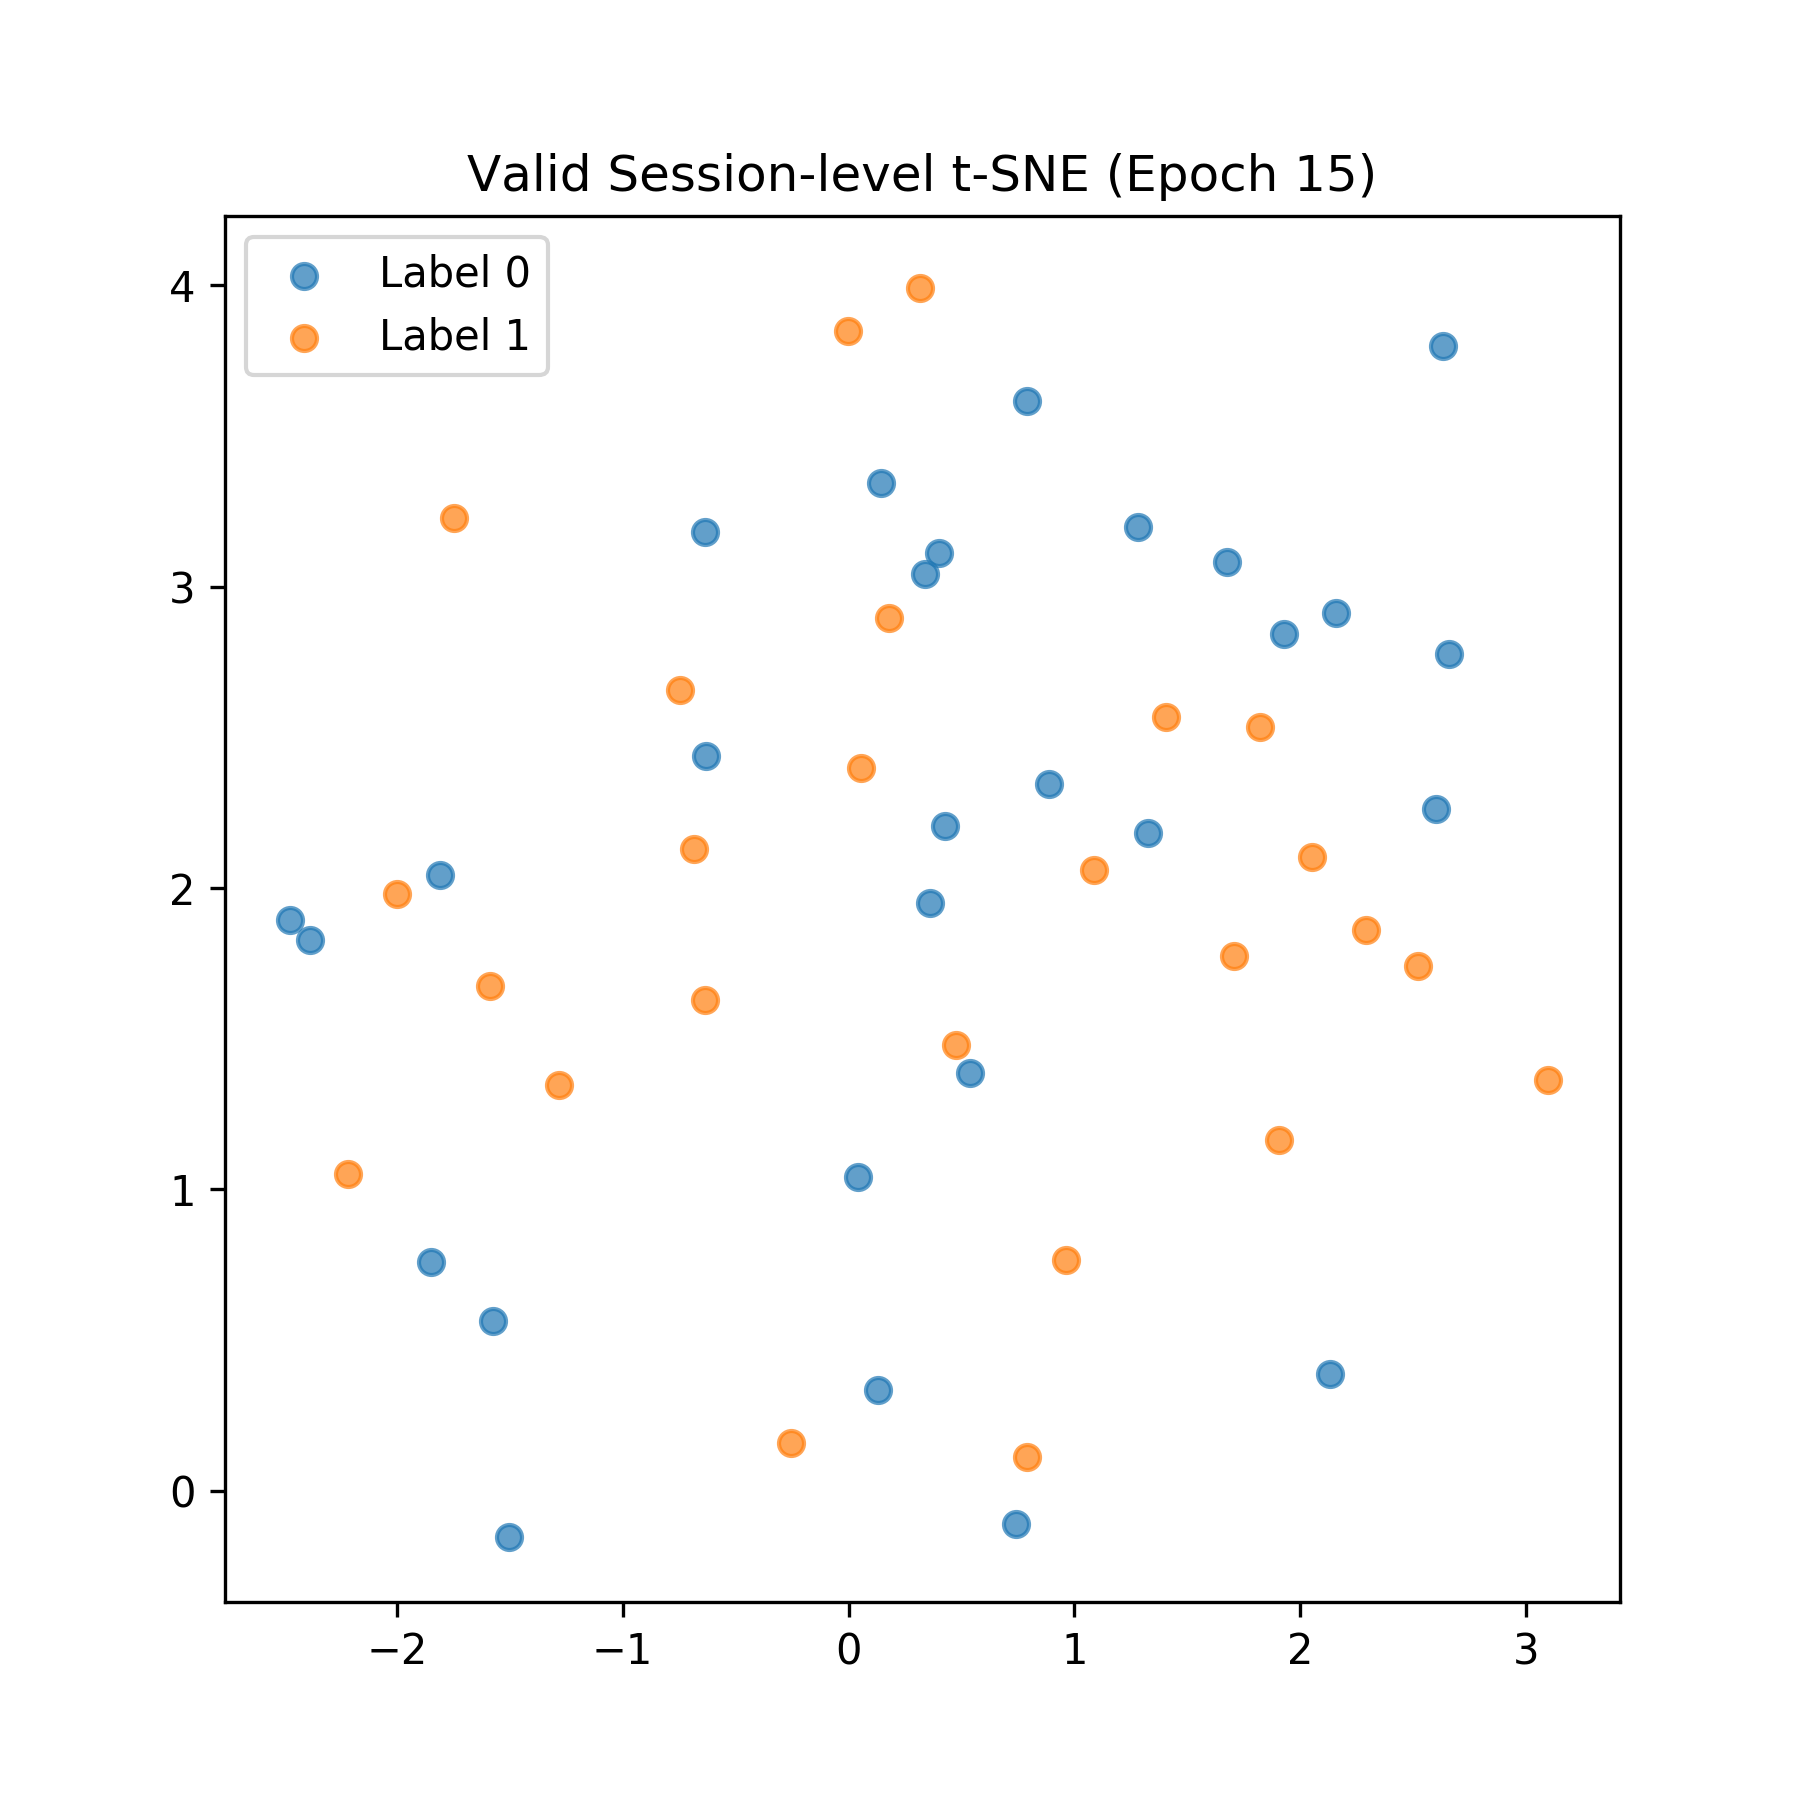 Valid Session-level t-SNE (Epoch 15)
Label 0
Label 1
4
3
2
1
0
−2 −1 0 1 2 3